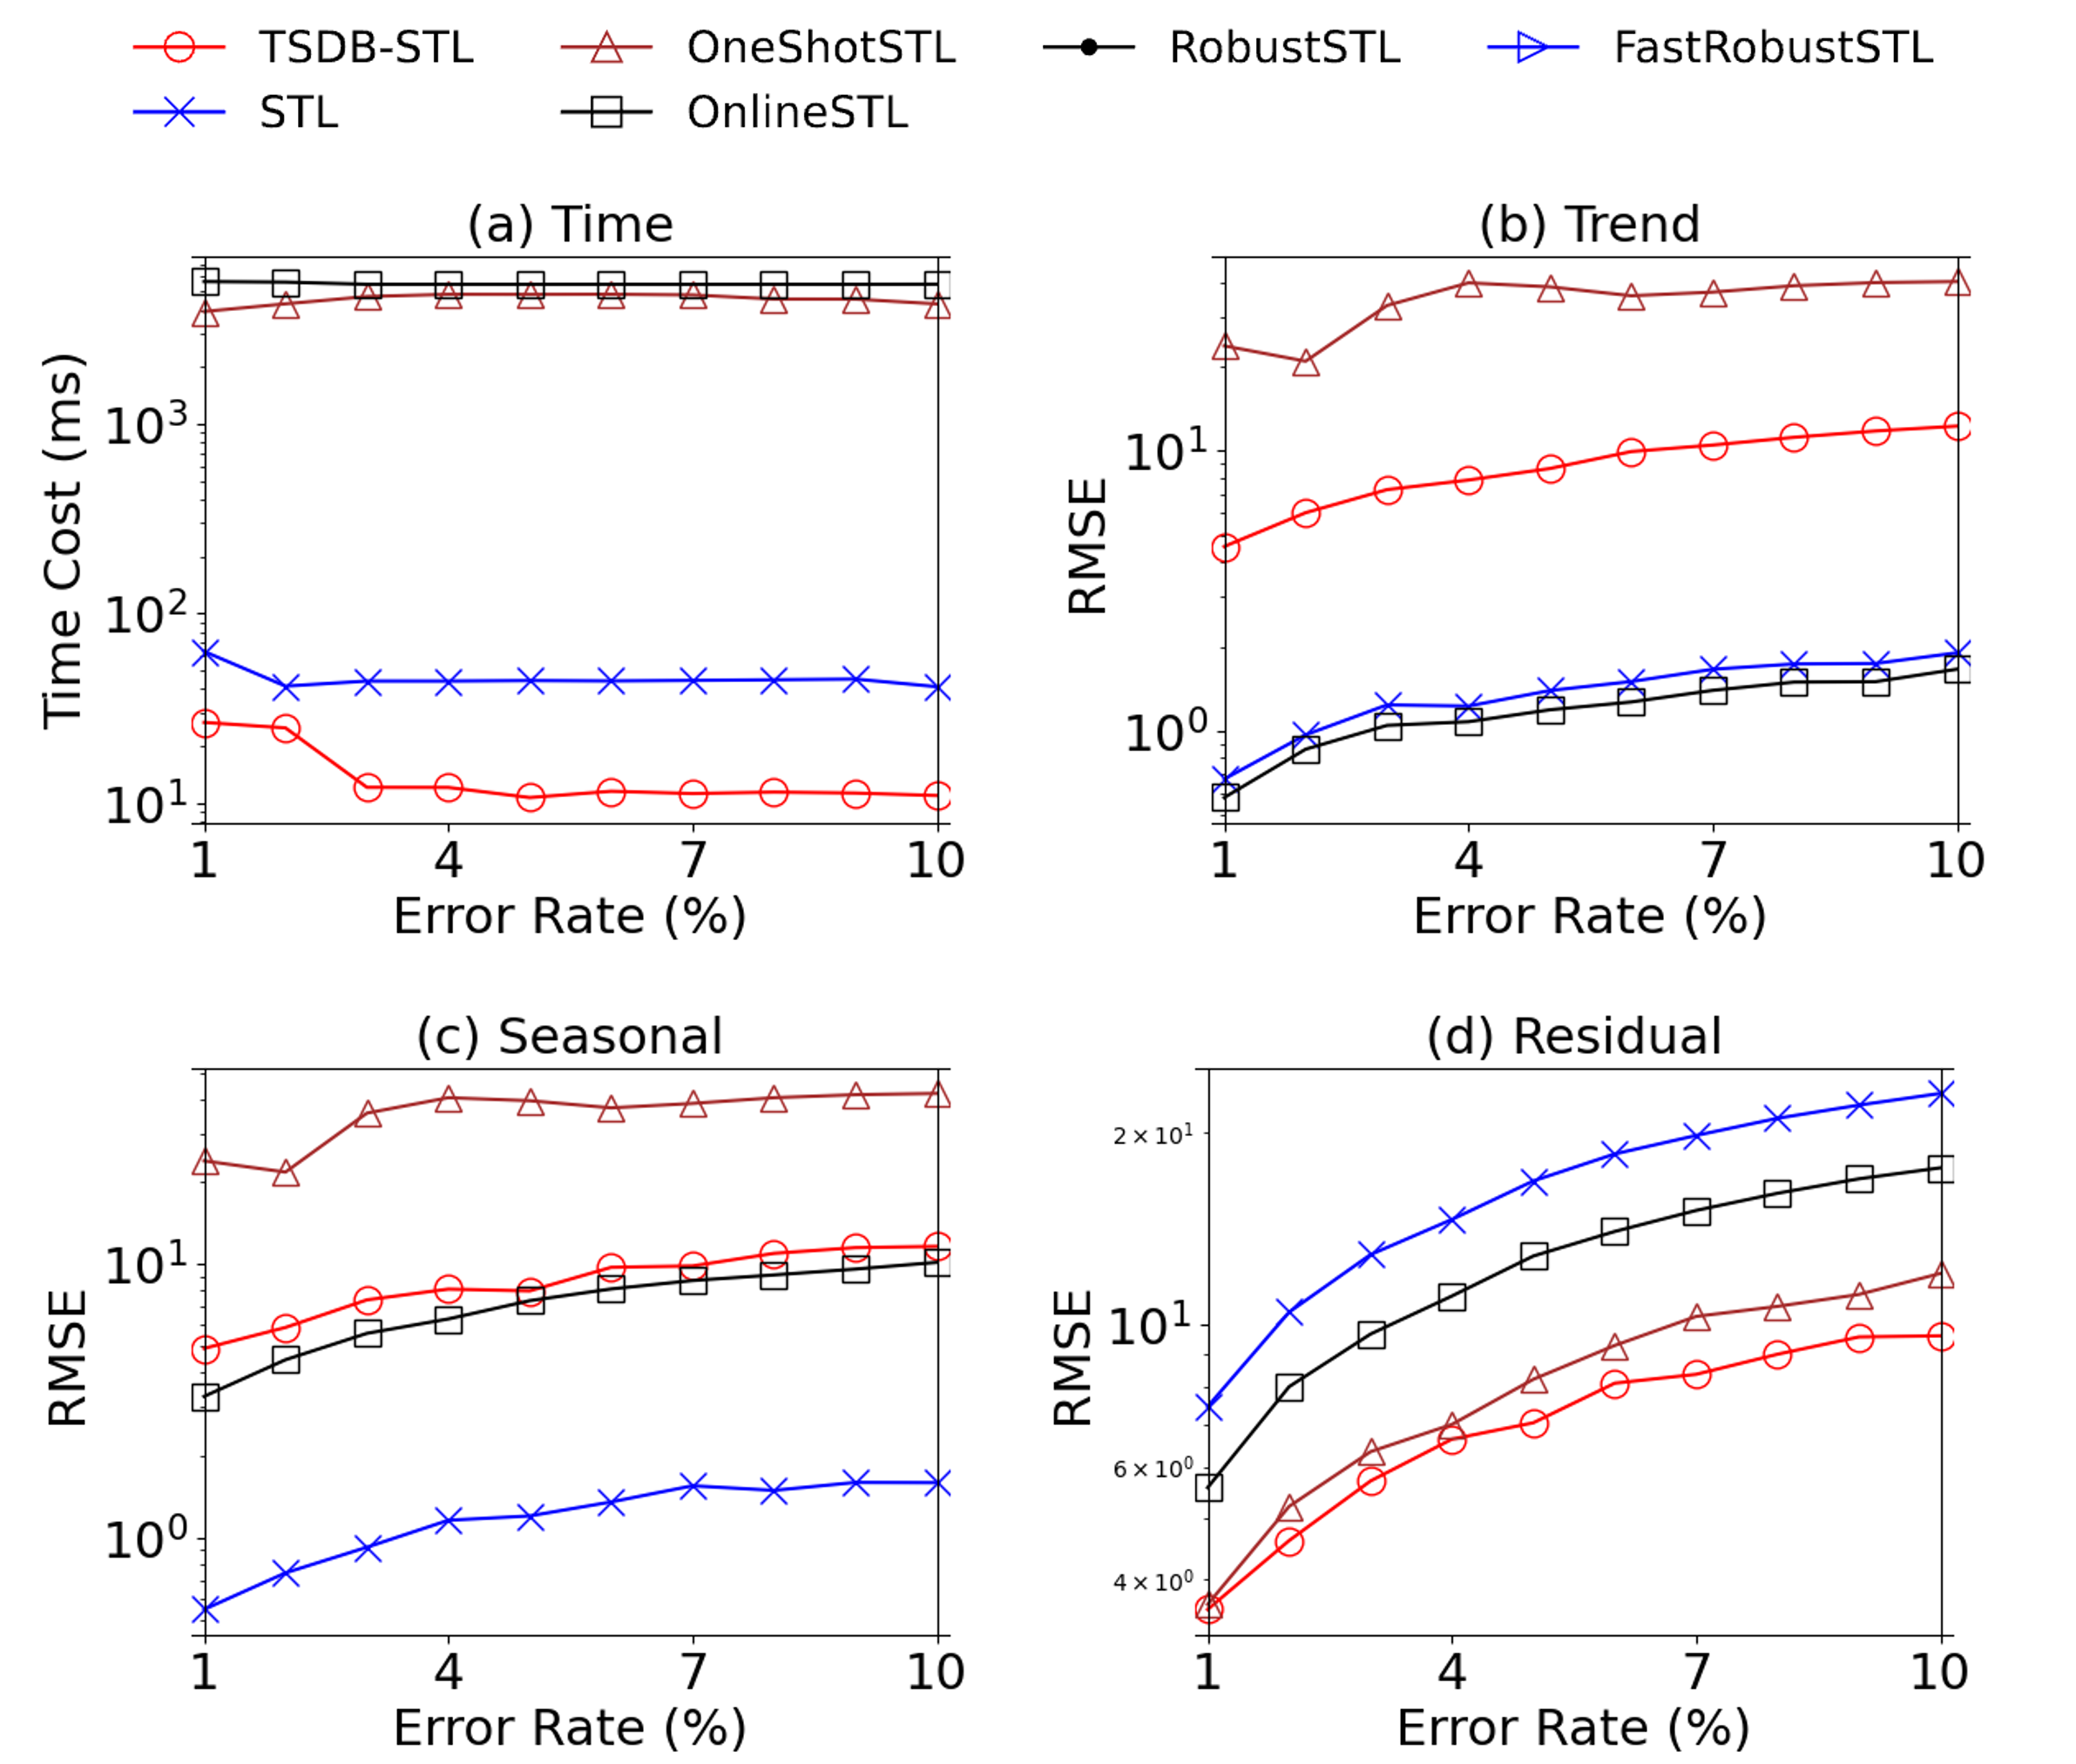 TSDB-STL OneShotSTL RobustSTL FastRobustSTL
STL OnlineSTL
(a) Time
Time Cost (ms)
10³
10²
10¹
1 4 7 10
Error Rate (%)
(b) Trend
RMSE
10¹
10⁰
1 4 7 10
Error Rate (%)
(c) Seasonal
RMSE
10¹
10⁰
1 4 7 10
Error Rate (%)
(d) Residual
RMSE
2 × 10¹
10¹
6 × 10⁰
4 × 10⁰
1 4 7 10
Error Rate (%)